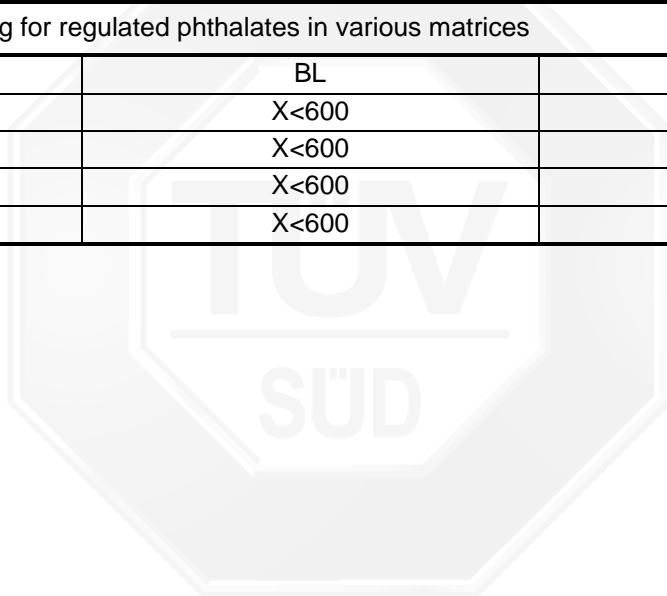 g for regulated phthalates in various matrices
BL
X<600
X<600
X<600
X<600
TÜV
SÜD